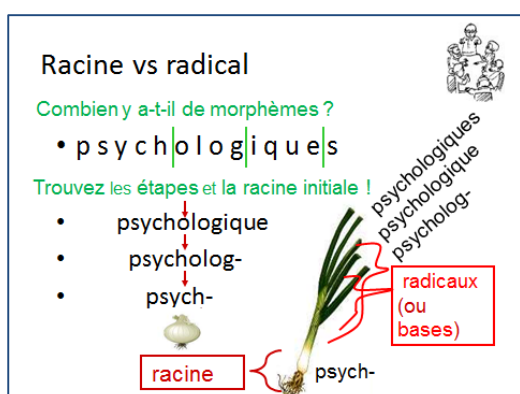 Racine vs radical
Combien y a-t-il de morphèmes ?
• p s y c h o l o g i q u e s
Trouvez les étapes et la racine initiale !
• psychologique
• psycholog-
• psych-
racine
psychologiques
psychologique
psycholog-
radicaux
(ou
bases)
psych-